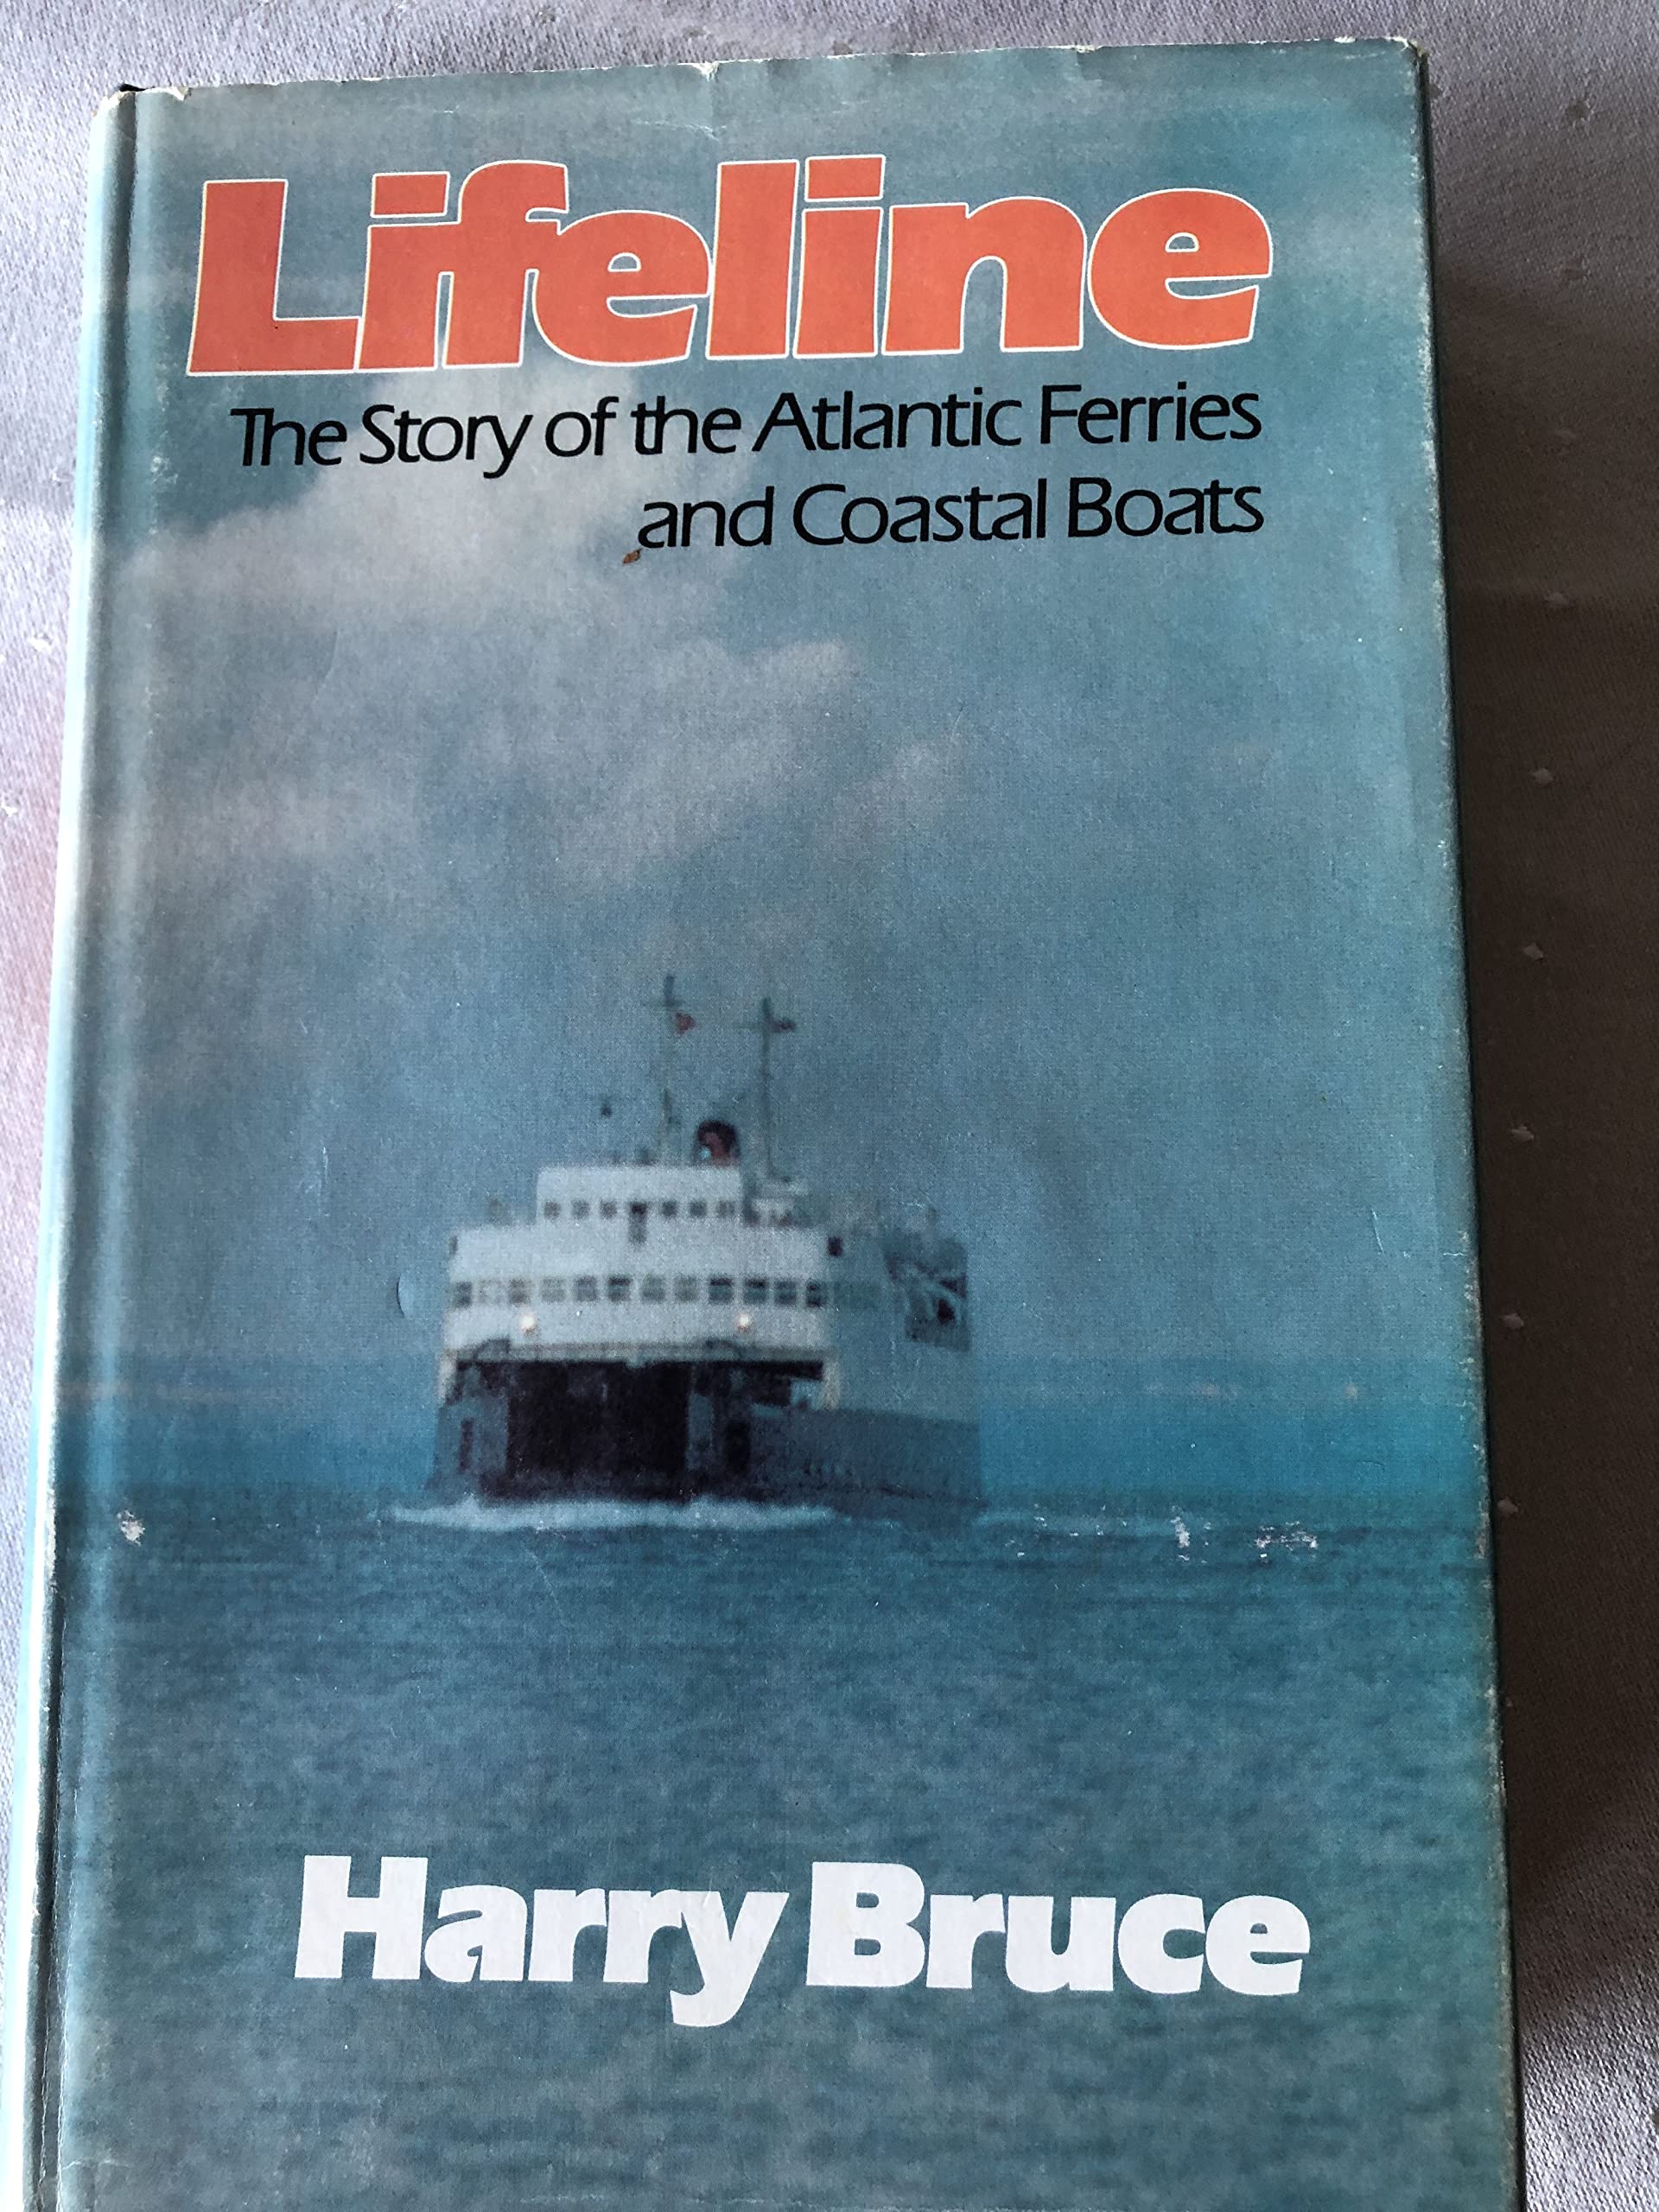 Lifeline
The Story of the Atlantic Ferries
and Coastal Boats
Harry Bruce